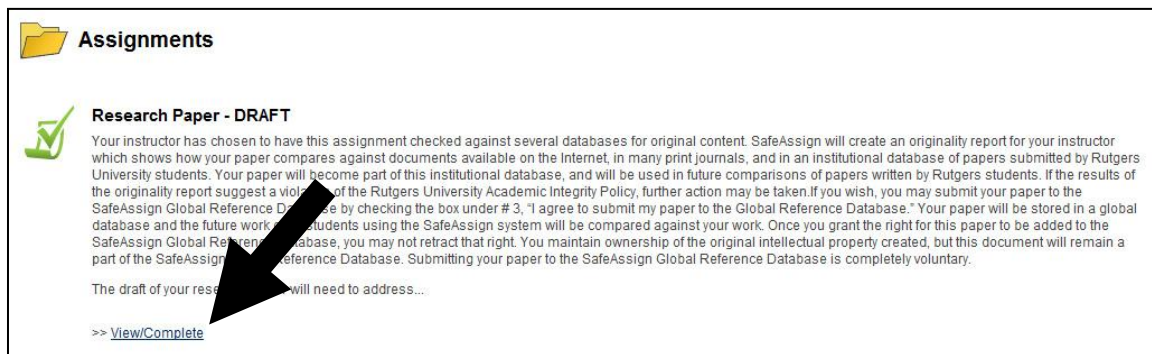 Assignments
Research Paper - DRAFT
Your instructor has chosen to have this assignment checked against several databases for original content. SafeAssign will create an originality report for your instructor
which shows how your paper compares against documents available on the Internet, in many print journals, and in an institutional database of papers submitted by Rutgers
University students. Your paper will become part of this institutional database, and will be used in future comparisons of papers written by Rutgers students. If the results of
the originality report suggest a of the Rutgers University Academic Integrity Policy, further action may be taken.If you wish, you may submit your paper to the
SafeAssign Global Reference by checking the box under # 3, "I agree to submit my paper to the Global Reference Database." Your paper will be stored in a global
database and the future work students using the SafeAssign system will be compared against your work. Once you grant the right for this paper to be added to the
SafeAssign Global you may not retract that right. You maintain ownership of the original intellectual property created, but this document will remain a
part of the SafeAssign Database. Submitting your paper to the SafeAssign Global Reference Database is completely voluntary.
The draft of your will need to address...
>> View/Complete